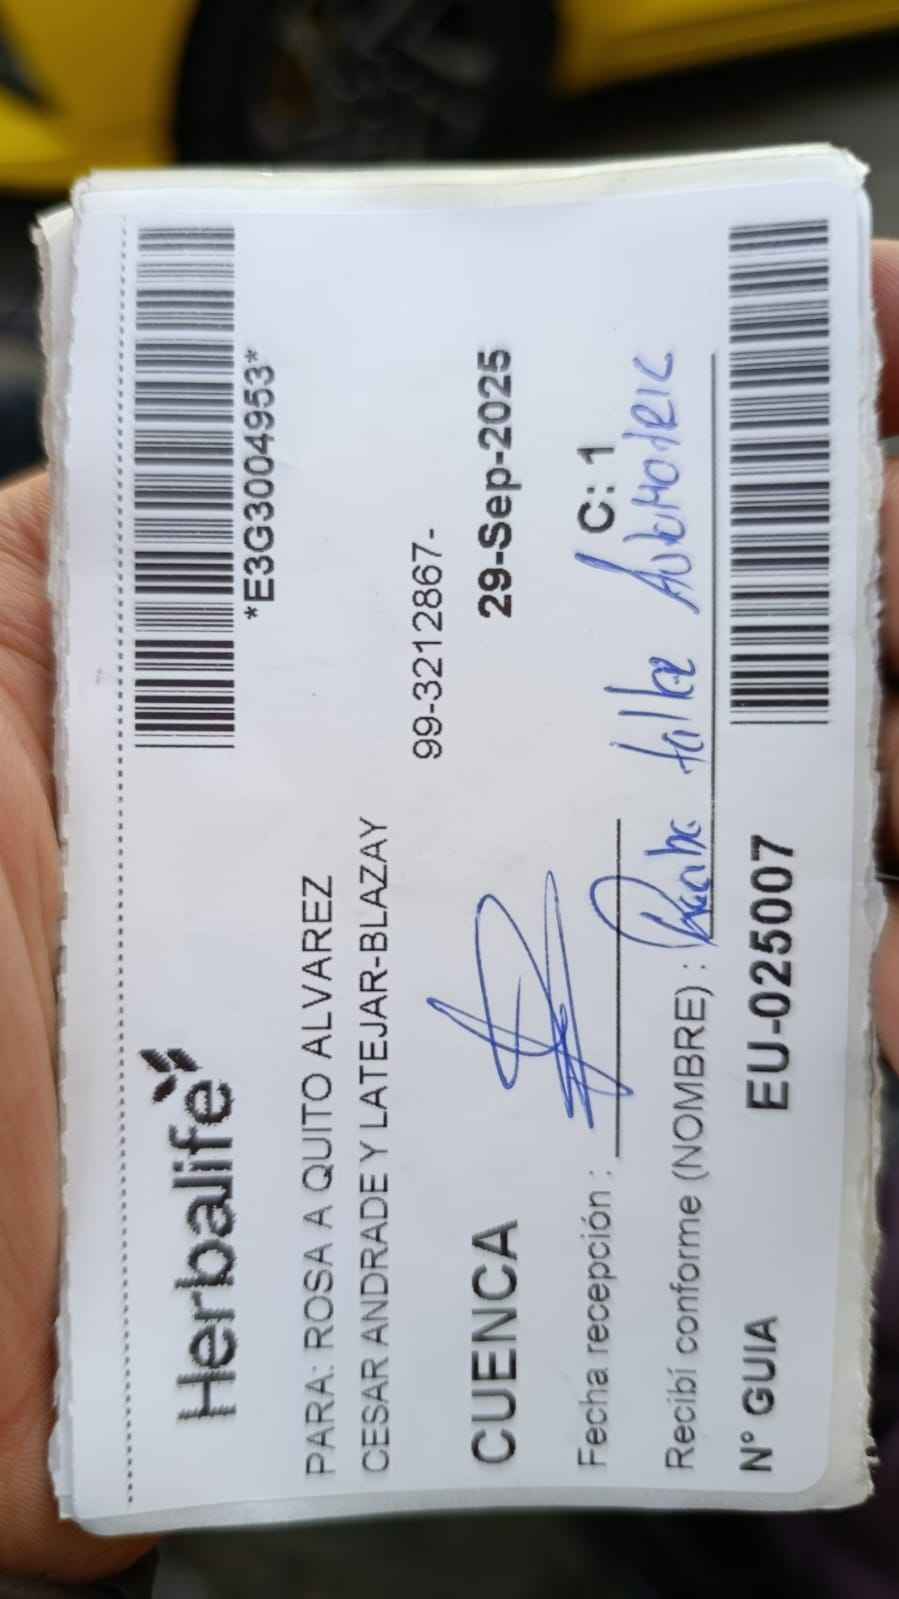 Herbalife
*E3G3004953*
PARA: ROSA A QUITO ALVAREZ
CESAR ANDRADE Y LATEJAR-BLAZAY
99-3212867-
CUENCA
29-Sep-2025
Fecha recepción :
C: 1
Recibí conforme (NOMBRE) :
N° GUIA
EU-025007